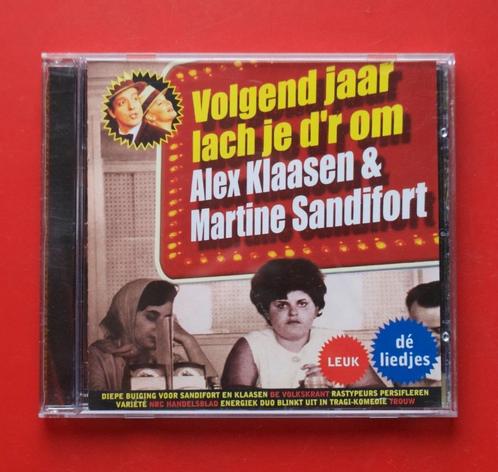 Volgend jaar
lach je d'r om
Alex Klaasen &
Martine Sandifort
LEUK
dé
liedjes
DIEPE BUIGING VOOR SANDIFORT EN KLAASEN DE VOLKSKRANT RASTYPEURS PERSIFLEREN
VARIÉTÉ NRC HANDELSBLAD ENERGIEK DUO BLINKT UIT IN TRAGI-KOMEDIE TROUW